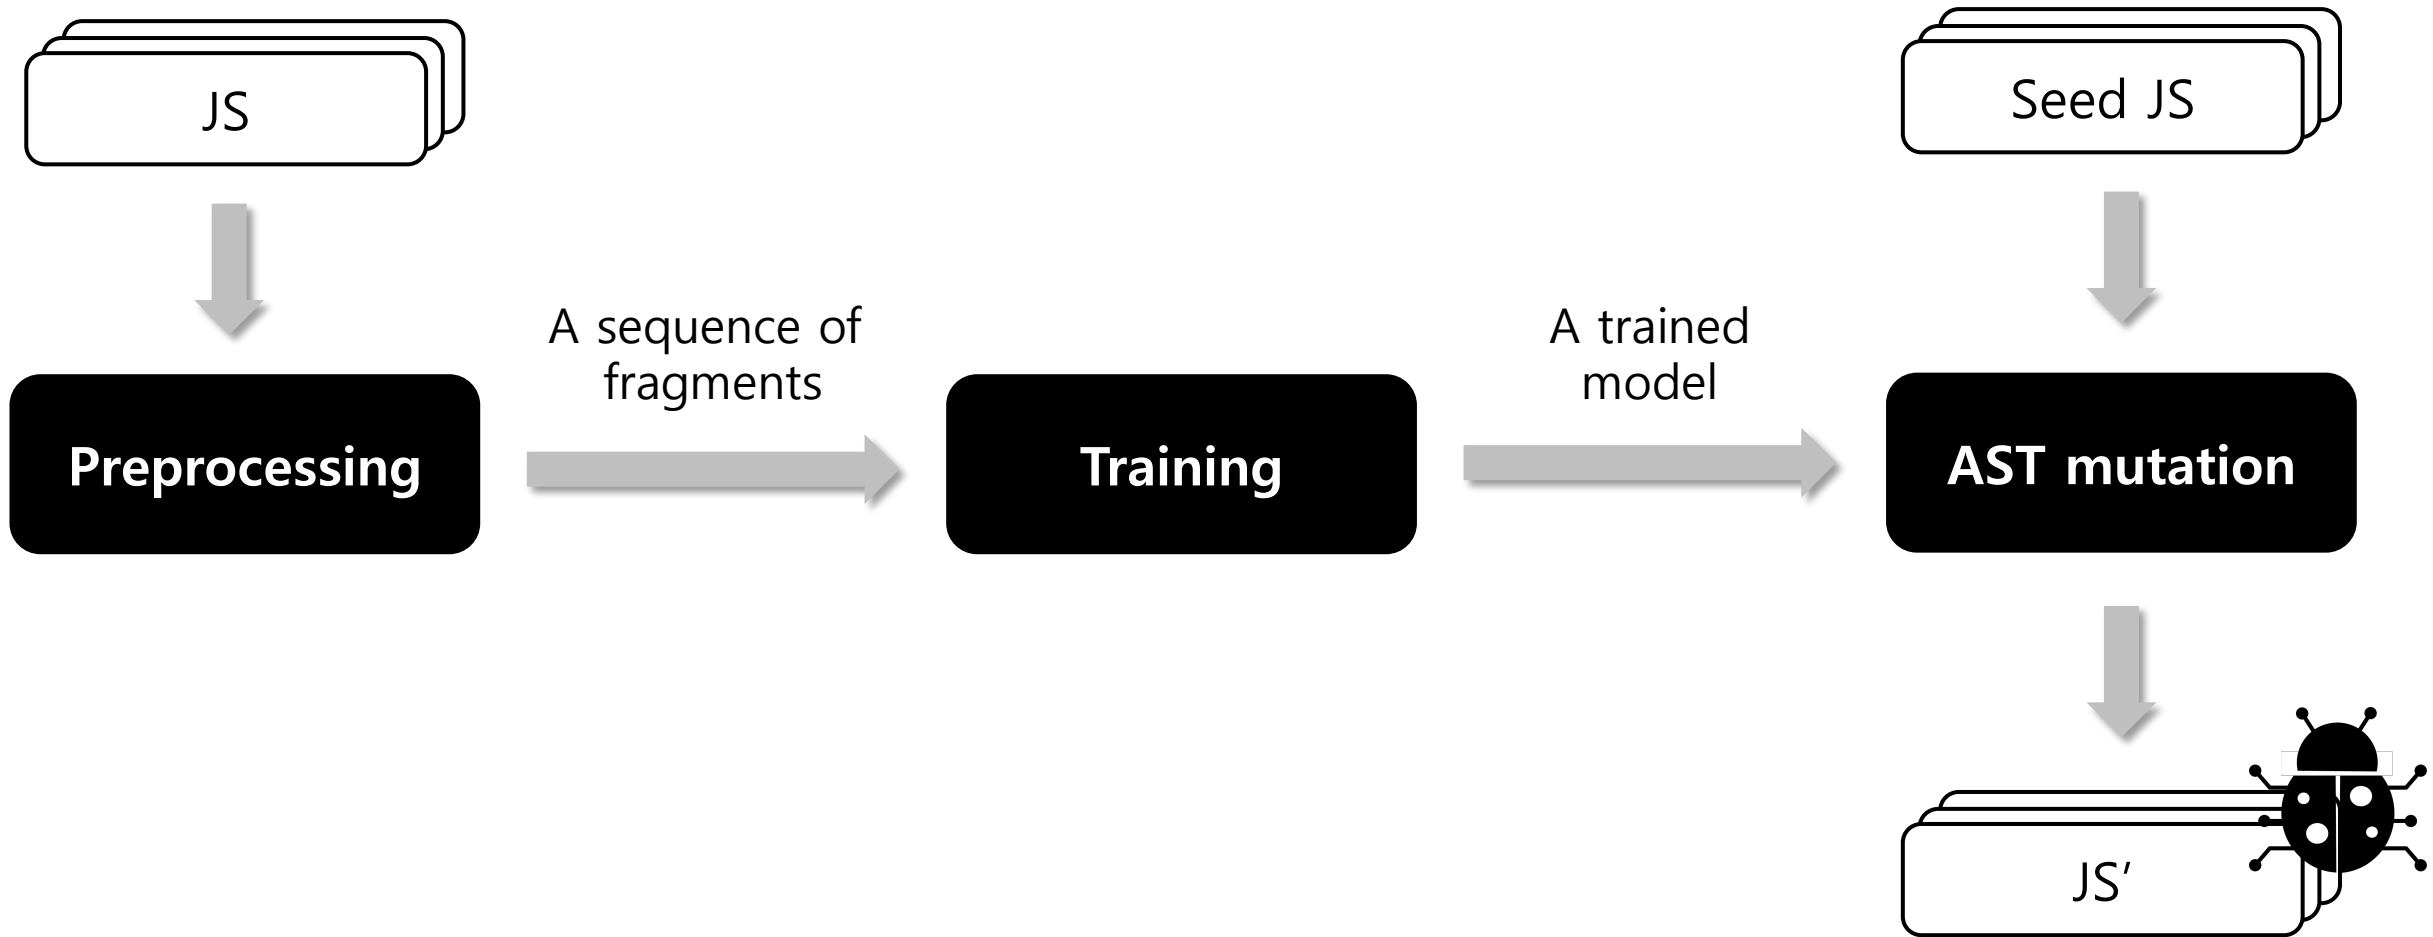 JS
Seed JS
A sequence of
fragments
A trained
model
Preprocessing
Training
AST mutation
JS′